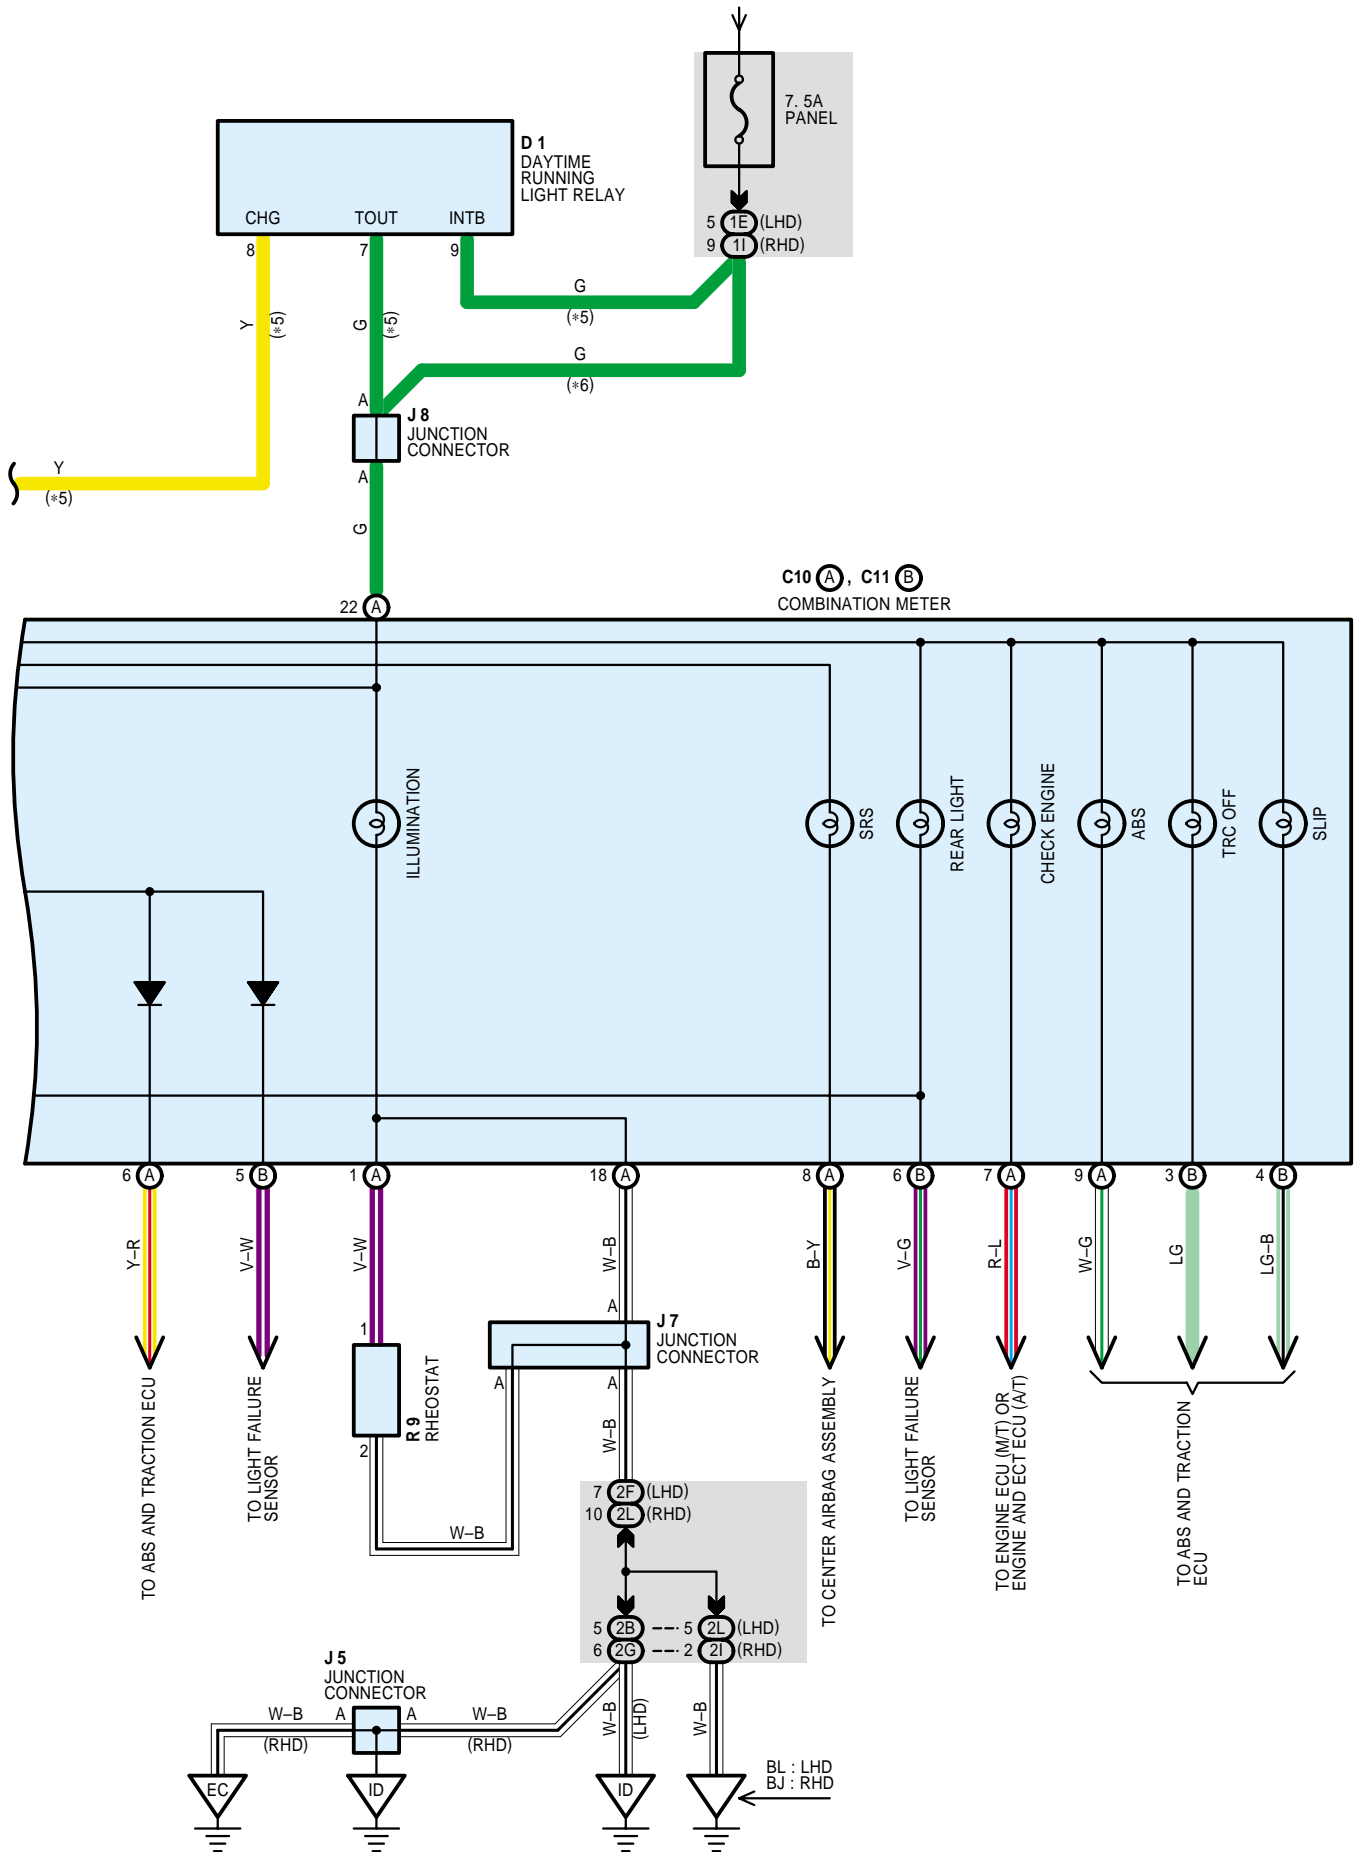 7. 5A
PANEL
D 1
DAYTIME
RUNNING
LIGHT RELAY
CHG TOUT INTB
8 7 9
5 1E (LHD)
9 1I (RHD)
G
(∗5)
Y (∗5)
G (∗5)
G
(∗6)
A
J 8
JUNCTION
CONNECTOR
A
Y
(∗5)
G
C10 A , C11 B
COMBINATION METER
22 A
ILLUMINATION
SRS
REAR LIGHT
CHECK ENGINE
ABS
TRC OFF
SLIP
6 A
5 B
1 A
18 A
8 A
6 B
7 A
9 A
3 B
4 B
Y–R
V–W
V–W
W–B
B–Y
V–G
R–L
W–G
LG
LG–B
A
J 7
JUNCTION
CONNECTOR
1
R 9
RHEOSTAT
2
A A
W–B
W–B
TO ABS AND TRACTION ECU
TO LIGHT FAILURE
SENSOR
TO CENTER AIRBAG ASSEMBLY
TO LIGHT FAILURE
SENSOR
TO ENGINE ECU (M/T) OR
ENGINE AND ECT ECU (A/T)
TO ABS AND TRACTION
ECU
7 2F (LHD)
10 2L (RHD)
5 2B 5 2L (LHD)
6 2G 2 2I (RHD)
J 5
JUNCTION
CONNECTOR
W–B A A W–B
(RHD) (RHD)
W–B
(LHD)
W–B
EC ID ID
BL : LHD
BJ : RHD